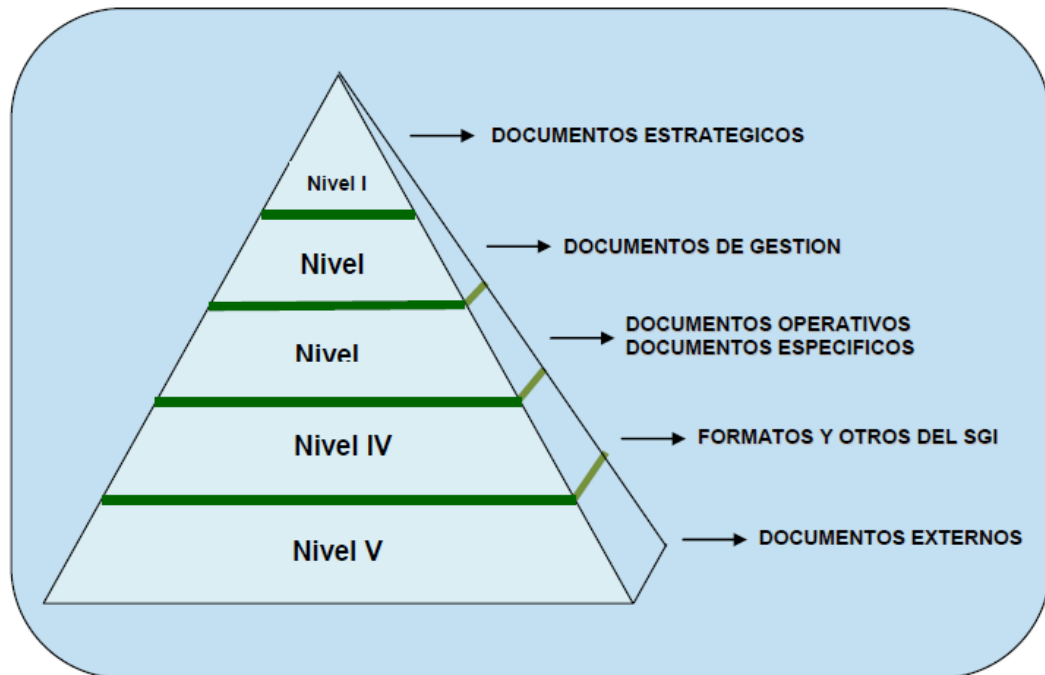 DOCUMENTOS ESTRATEGICOS
Nivel I
DOCUMENTOS DE GESTION
Nivel
DOCUMENTOS OPERATIVOS
DOCUMENTOS ESPECIFICOS
Nivel
FORMATOS Y OTROS DEL SGI
Nivel IV
DOCUMENTOS EXTERNOS
Nivel V